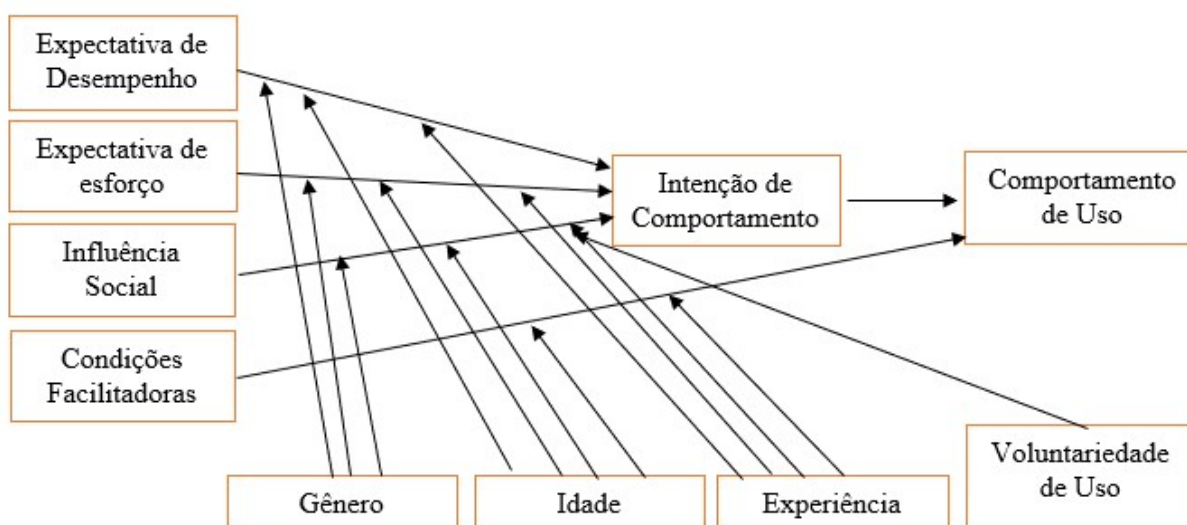 Expectativa de
Desempenho
Expectativa de
esforço
Influência
Social
Condições
Facilitadoras
Intenção de
Comportamento
Comportamento
de Uso
Gênero
Idade
Experiência
Voluntariedade
de Uso